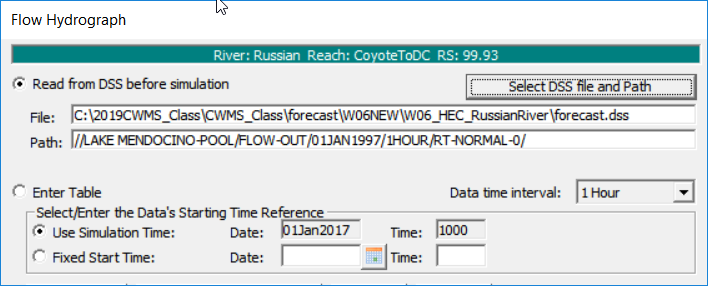 Flow Hydrograph
River: Russian Reach: CoyoteToDC RS: 99.93
Read from DSS before simulation
Select DSS file and Path
File: C:\2019CWMS_Class\CWMS_Class\forecast\W06NEW\W06_HEC_RussianRiver\forecast.dss
Path: //LAKE MENDOCINO-POOL/FLOW-OUT/01JAN1997/1HOUR/RT-NORMAL-0/
Enter Table Data time interval: 1 Hour
Select/Enter the Data's Starting Time Reference
Use Simulation Time: Date: 01Jan2017 Time: 1000
Fixed Start Time: Date: Time: